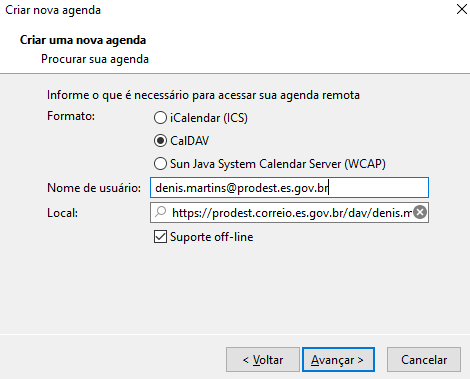 Criar nova agenda
Criar uma nova agenda
Procurar sua agenda
Informe o que é necessário para acessar sua agenda remota
Formato:
iCalendar (ICS)
CalDAV
Sun Java System Calendar Server (WCAP)
Nome de usuário: denis.martins@prodest.es.gov.br
Local: https://prodest.correio.es.gov.br/dav/denis.m
Suporte off-line
< Voltar Avançar > Cancelar